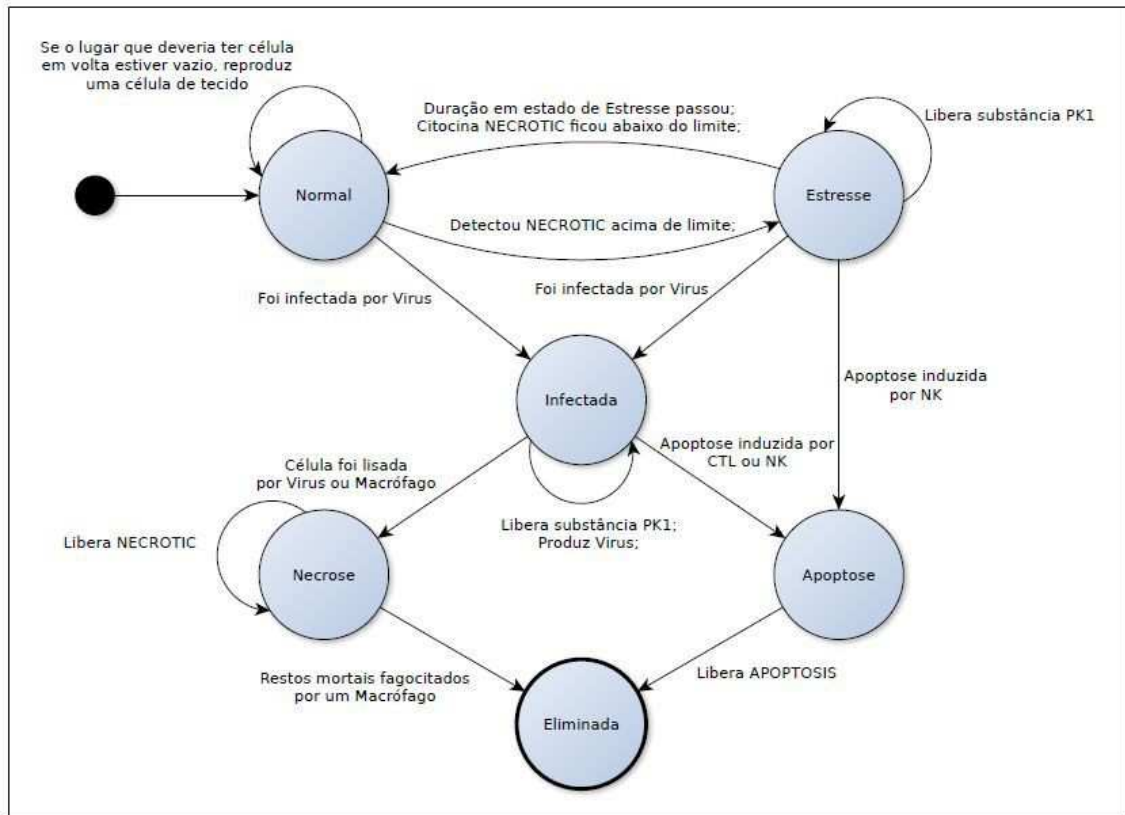 Se o lugar que deveria ter célula
em volta estiver vazio, reproduz
uma célula de tecido
Duração em estado de Estresse passou;
Citocina NECROTIC ficou abaixo do limite;
Libera substância PK1
Normal
Estresse
Detectou NECROTIC acima de limite;
Foi infectada por Virus
Foi infectada por Virus
Apoptose induzida
por NK
Infectada
Apoptose induzida por
CTL ou NK
Célula foi lisada
por Virus ou Macrófago
Libera substância PK1;
Produz Virus;
Libera NECROTIC
Necrose
Apoptose
Restos mortais fagocitados
por um Macrófago
Libera APOPTOSIS
Eliminada